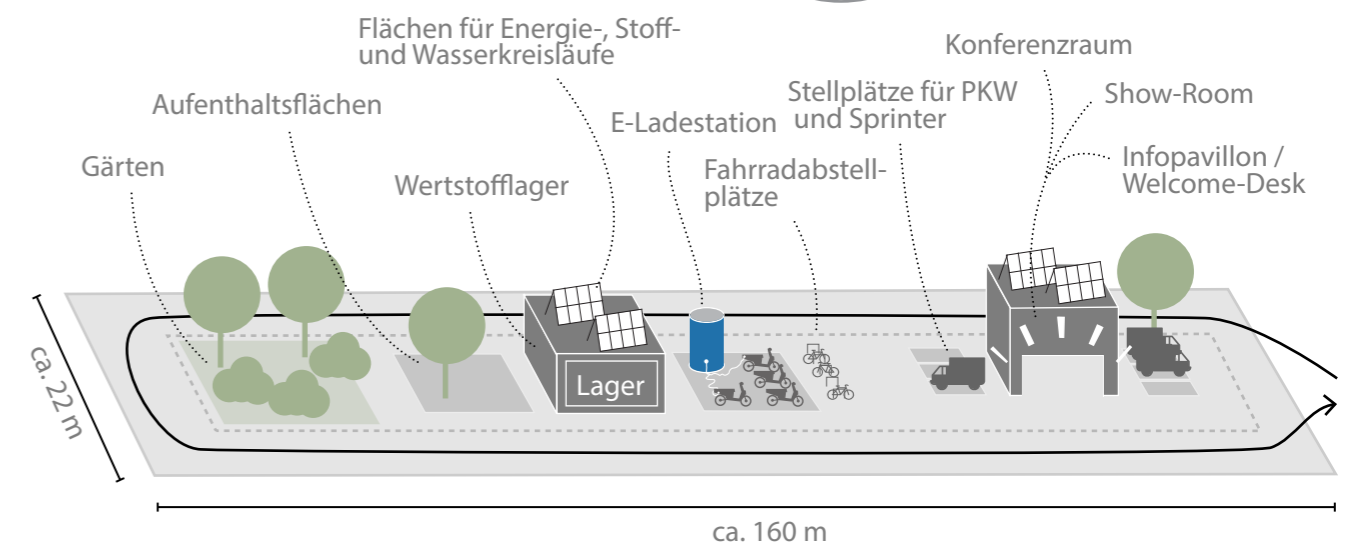 Flächen für Energie-, Stoff-
und Wasserkreisläufe
Konferenzraum
Aufenthaltsflächen
Stellplätze für PKW
und Sprinter
Show-Room
E-Ladestation
Gärten
Wertstofflager
Fahrradabstell-
plätze
Infopavillon /
Welcome-Desk
Lager
ca. 22 m
ca. 160 m